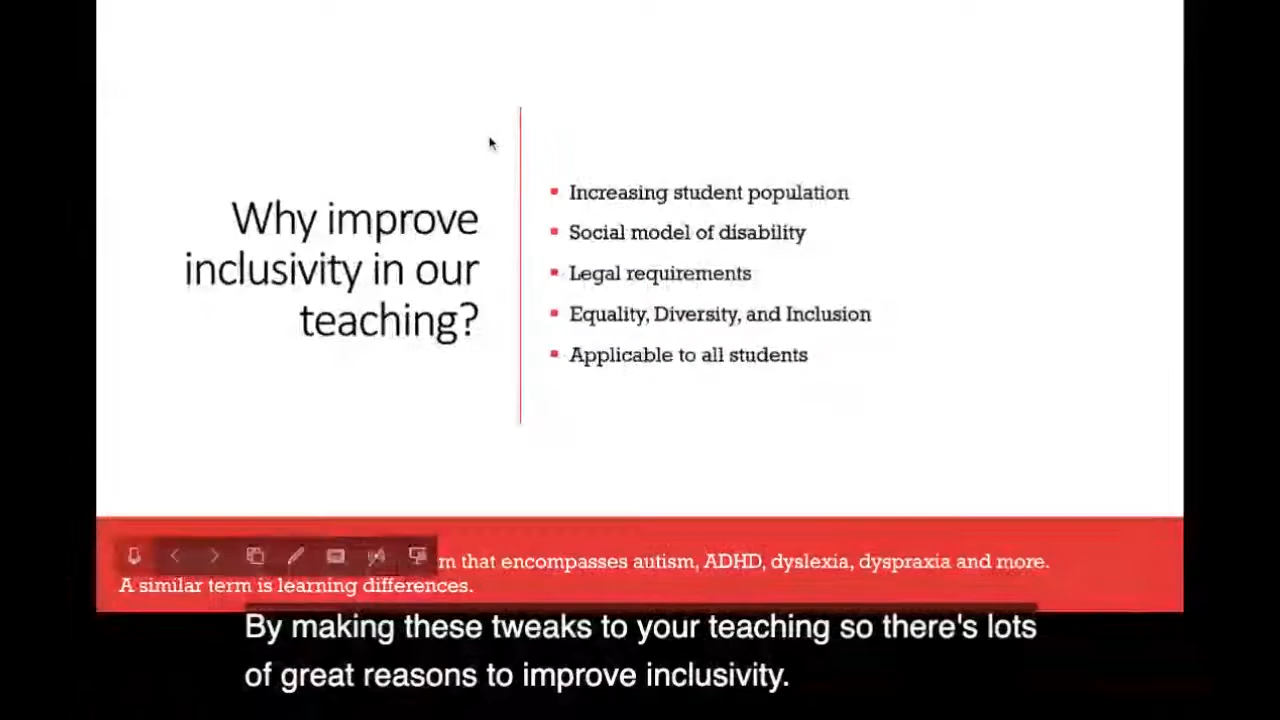 Why improve
inclusivity in our
teaching?
Increasing student population
Social model of disability
Legal requirements
Equality, Diversity, and Inclusion
Applicable to all students
that encompasses autism, ADHD, dyslexia, dyspraxia and more.
A similar term is learning differences.
By making these tweaks to your teaching so there's lots
of great reasons to improve inclusivity.